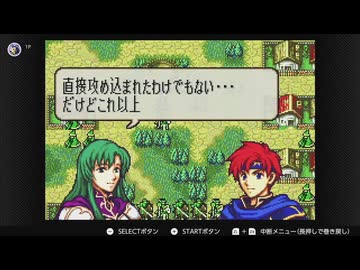 1P
直接攻め込まれたわけでもない・・・
だけどこれ以上
SELECTボタン
STARTボタン
中断メニュー(長押しで巻き戻し)